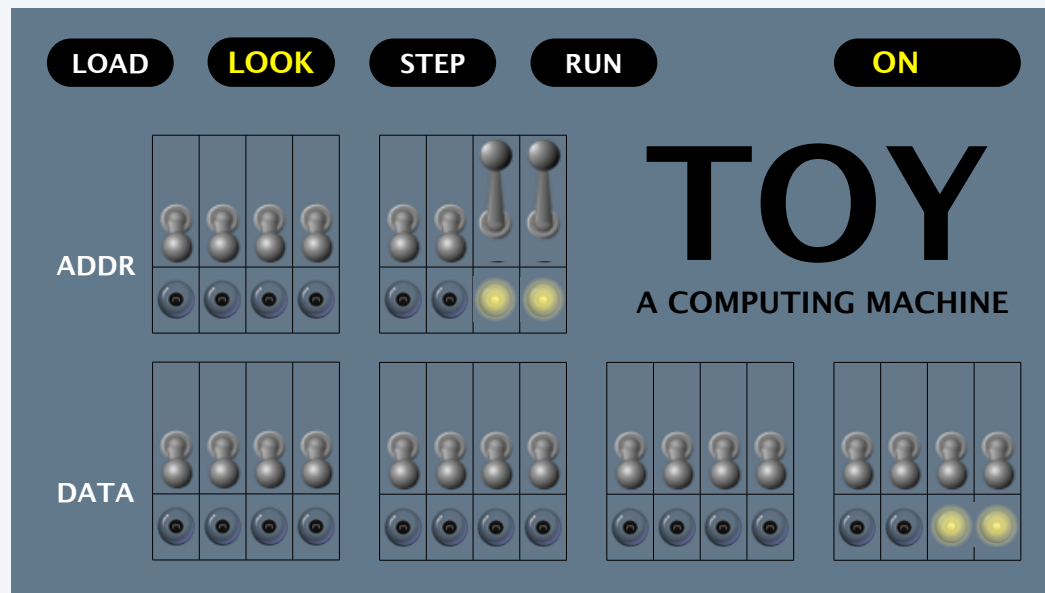 LOAD LOOK STEP RUN ON
TOY
ADDR
A COMPUTING MACHINE
DATA